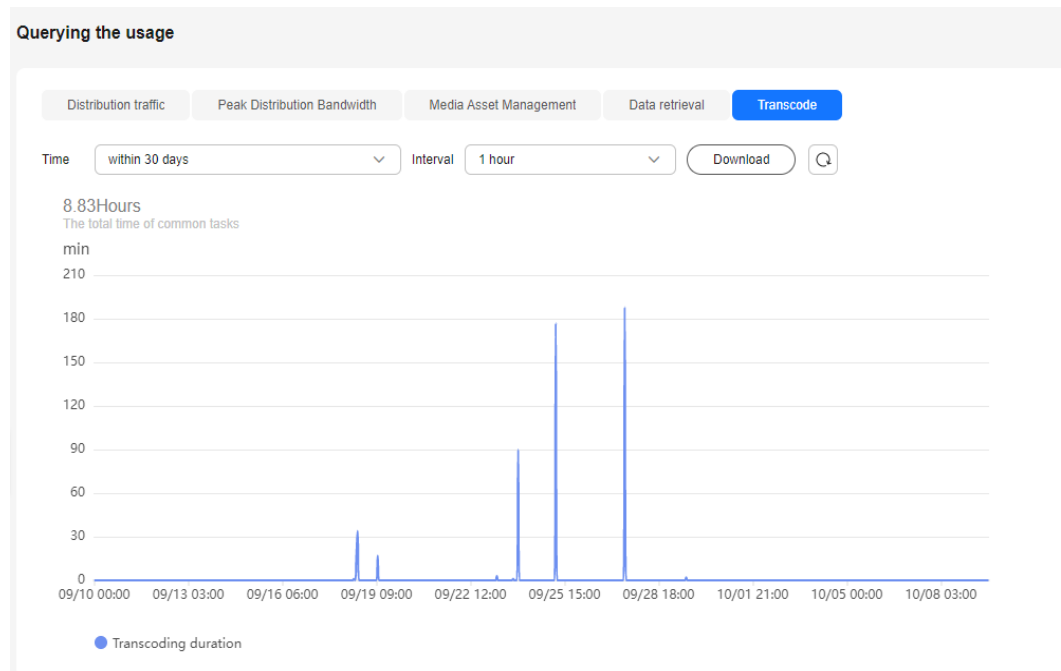 Querying the usage
Distribution traffic Peak Distribution Bandwidth Media Asset Management Data retrieval Transcode
Time within 30 days Interval 1 hour Download
8.83Hours
The total time of common tasks
min
210
180
150
120
90
60
30
0
09/10 00:00 09/13 03:00 09/16 06:00 09/19 09:00 09/22 12:00 09/25 15:00 09/28 18:00 10/01 21:00 10/05 00:00 10/08 03:00
Transcoding duration